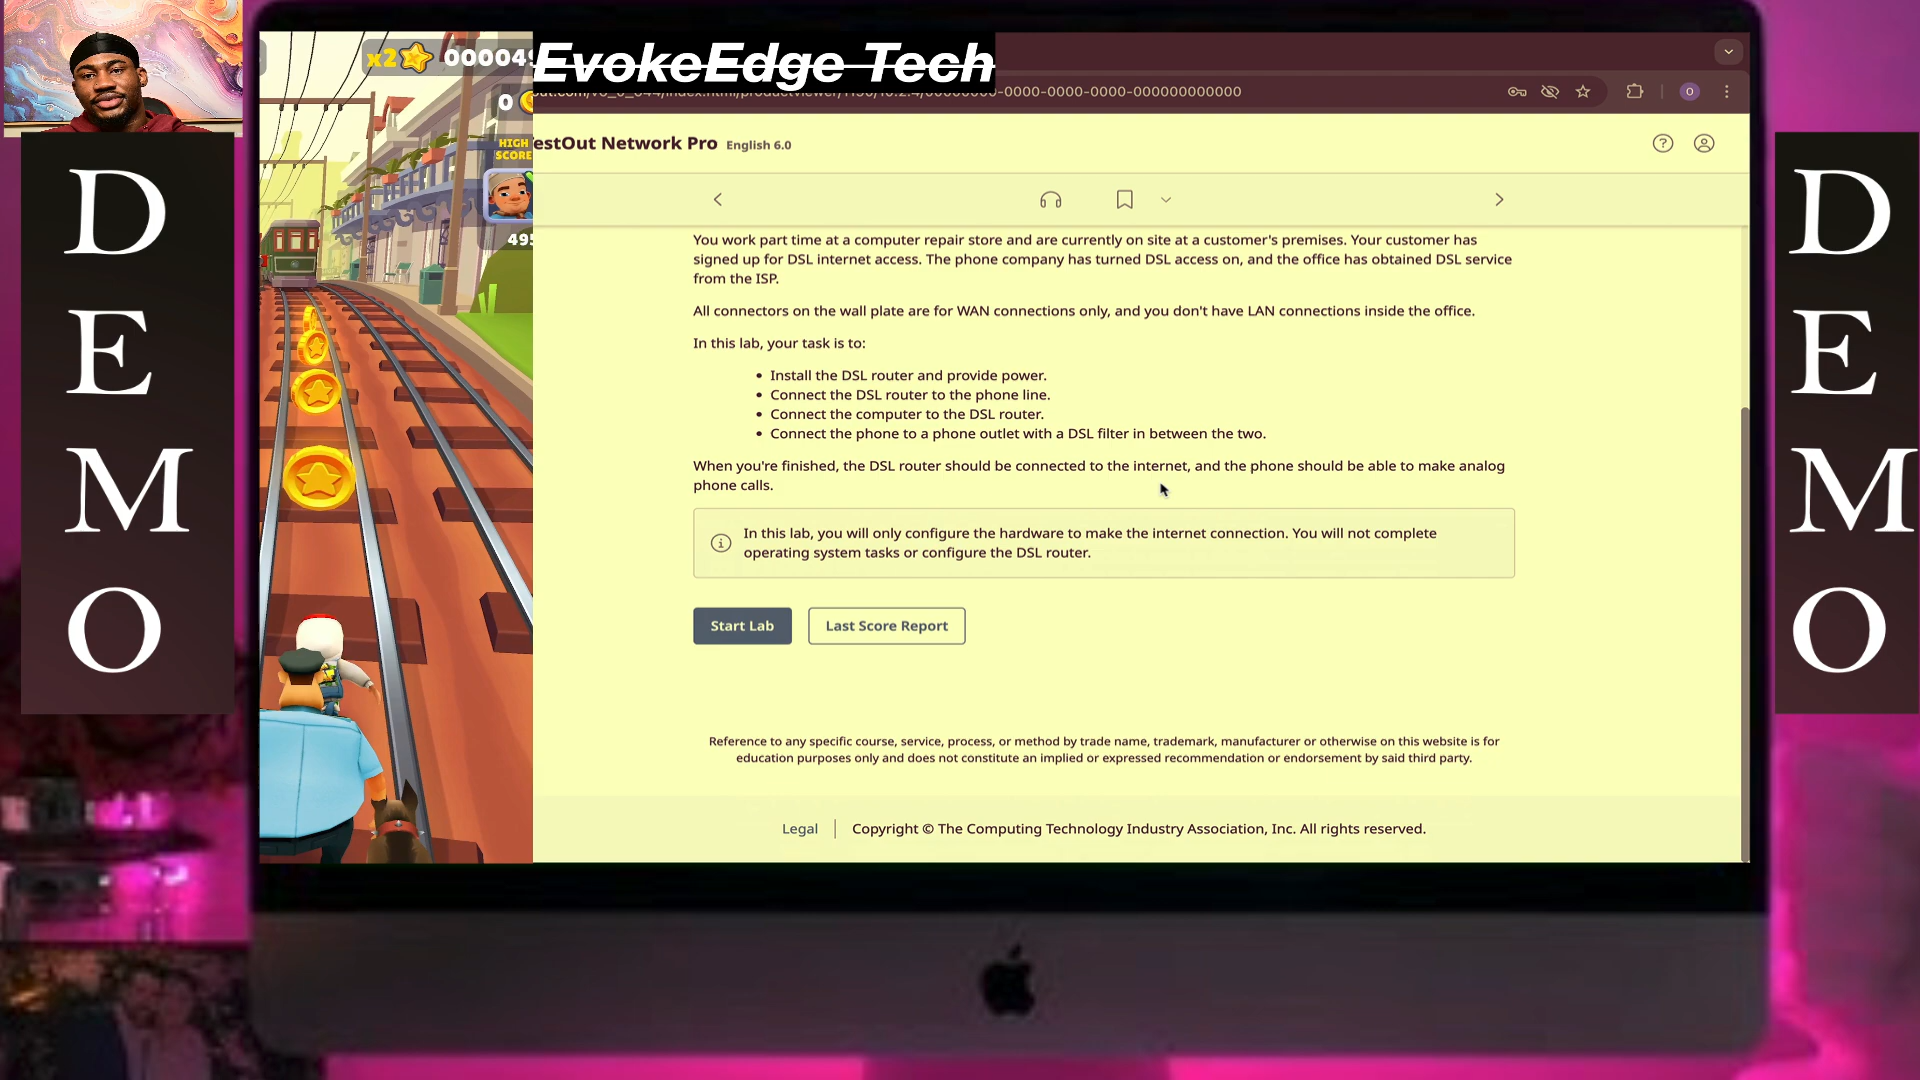 x2
EvokeEdge Tech
-0000-0000-0000-000000000000
0
HIGH
SCORE
TestOut Network Pro English 6.0
495
D
E
M
O
You work part time at a computer repair store and are currently on site at a customer's premises. Your customer has
signed up for DSL internet access. The phone company has turned DSL access on, and the office has obtained DSL service
from the ISP.
All connectors on the wall plate are for WAN connections only, and you don't have LAN connections inside the office.
In this lab, your task is to:
• Install the DSL router and provide power.
• Connect the DSL router to the phone line.
• Connect the computer to the DSL router.
• Connect the phone to a phone outlet with a DSL filter in between the two.
When you're finished, the DSL router should be connected to the internet, and the phone should be able to make analog
phone calls.
In this lab, you will only configure the hardware to make the internet connection. You will not complete
operating system tasks or configure the DSL router.
Start Lab
Last Score Report
Reference to any specific course, service, process, or method by trade name, trademark, manufacturer or otherwise on this website is for
education purposes only and does not constitute an implied or expressed recommendation or endorsement by said third party.
Legal
Copyright © The Computing Technology Industry Association, Inc. All rights reserved.
D
E
M
O